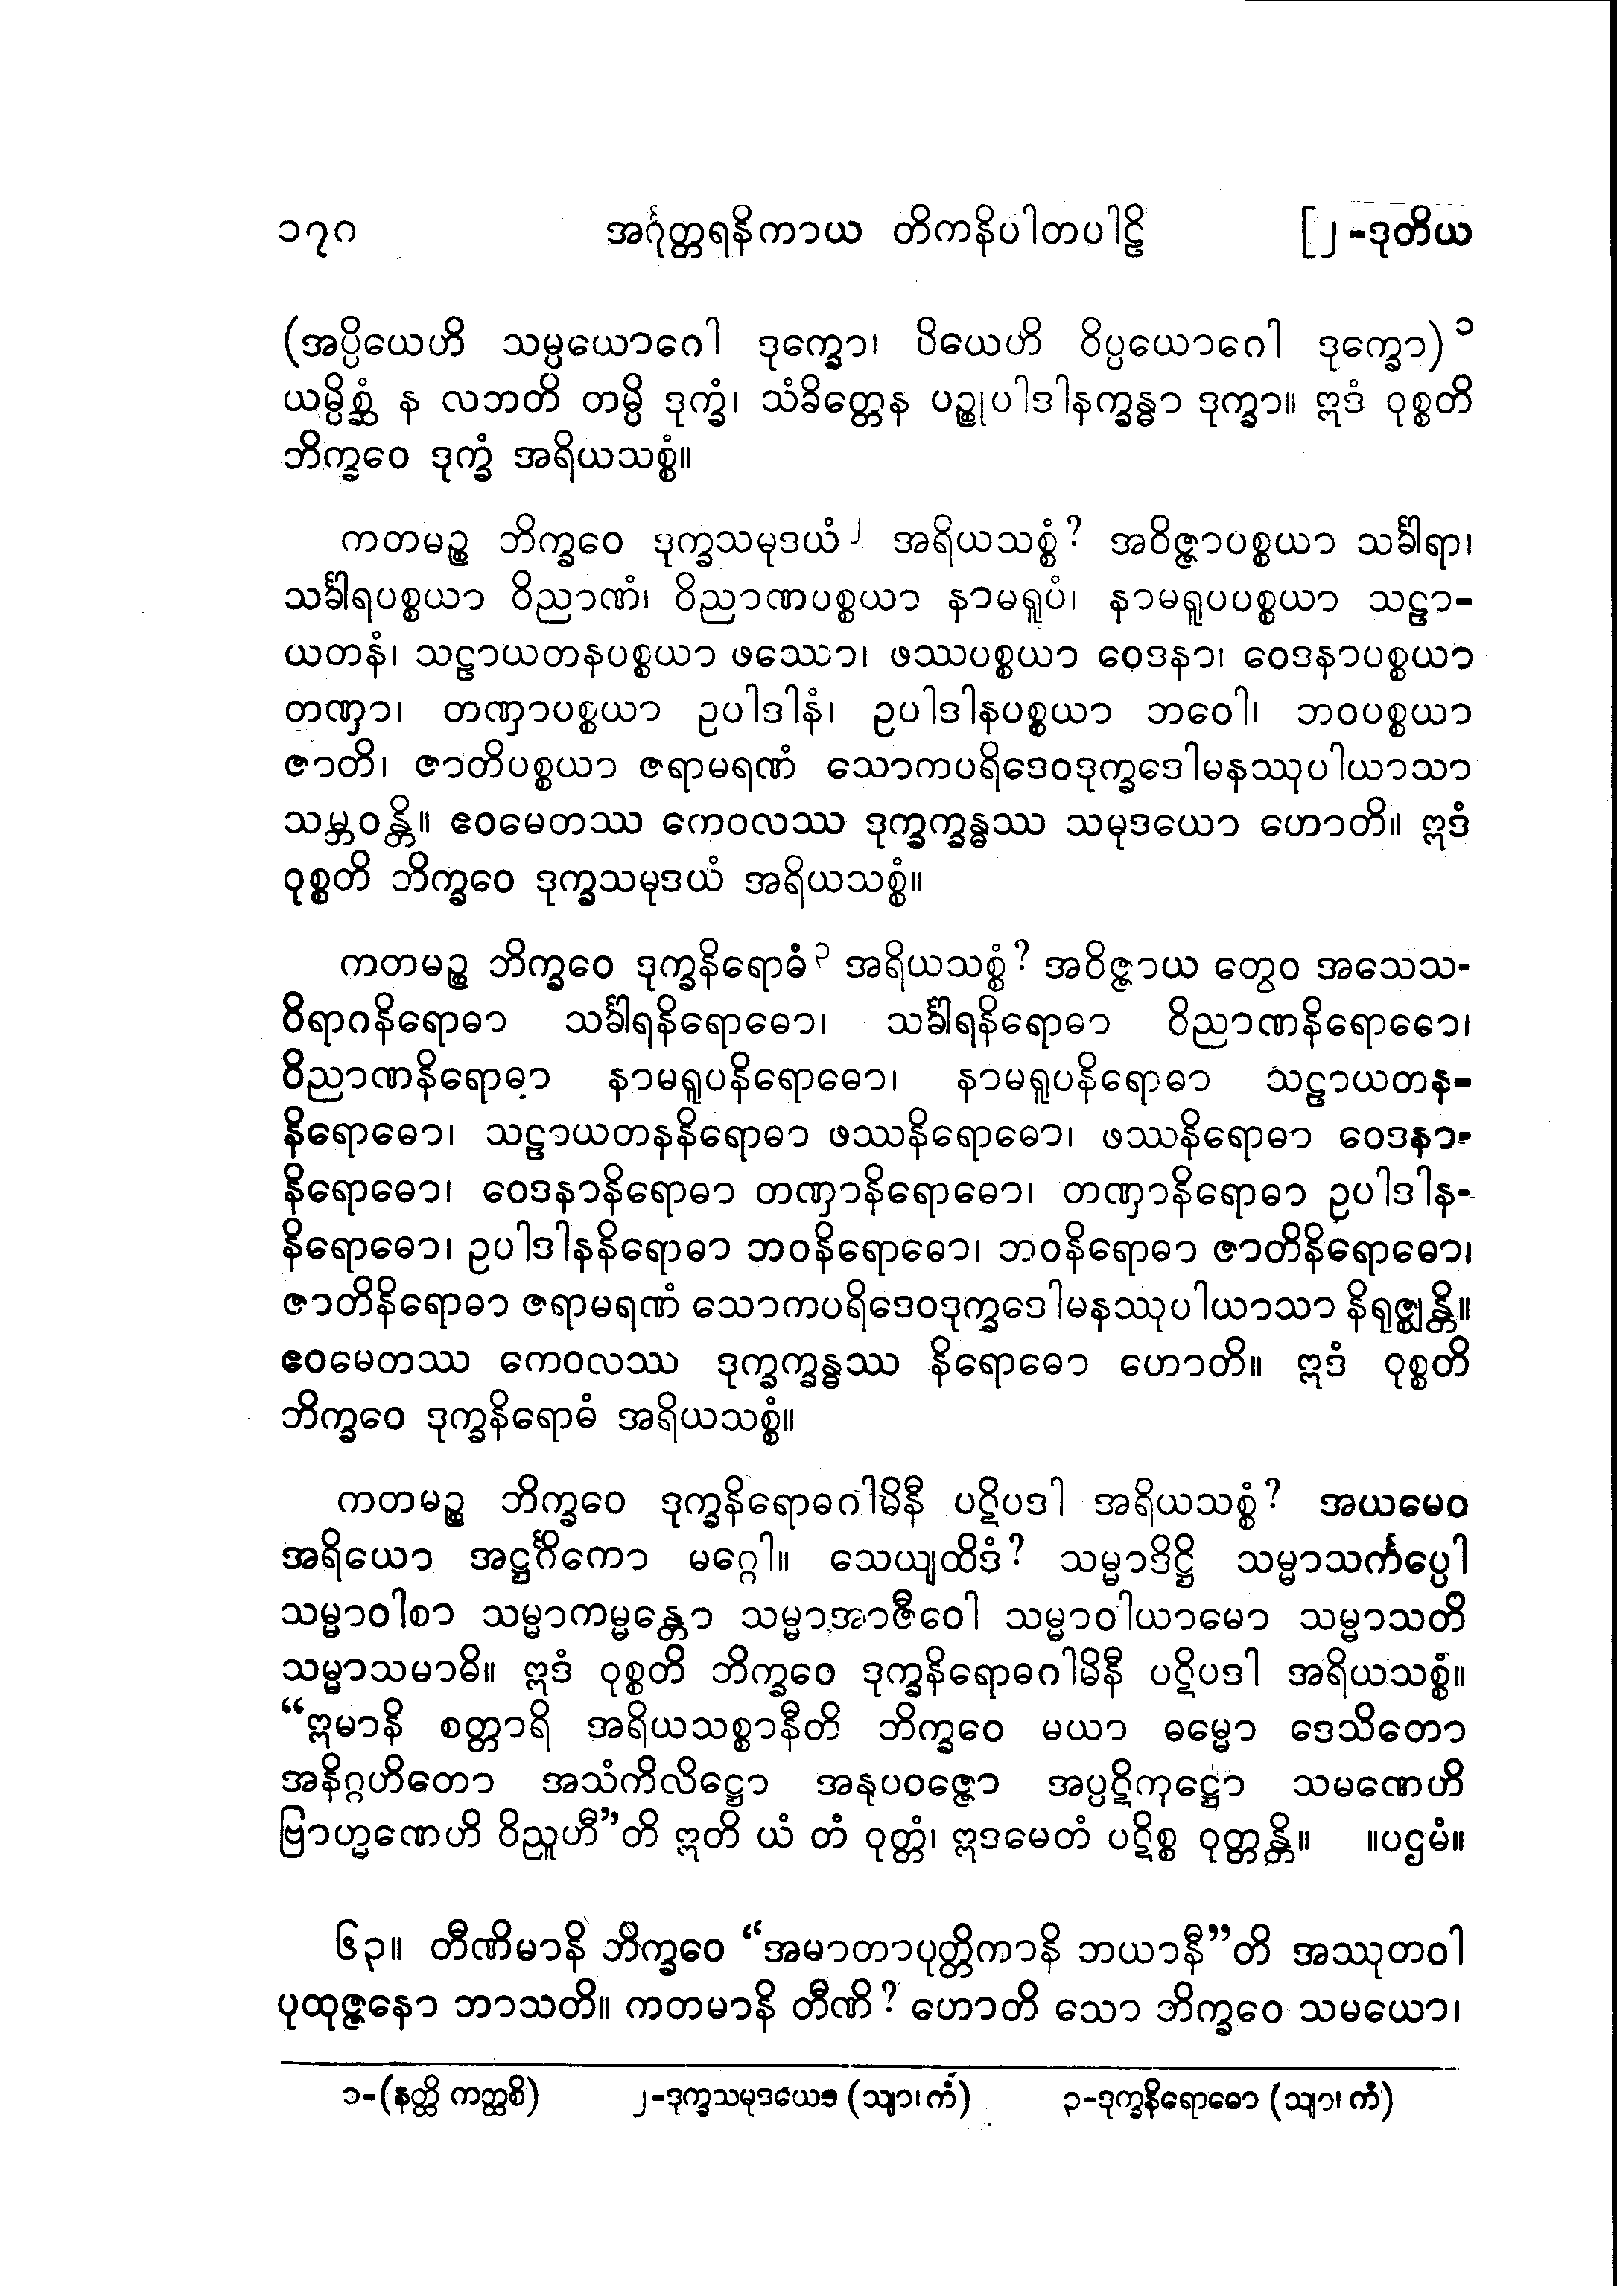 ၁၇၈ အင်္ဂုတ္တရနိကာယ တိကနိပါတပါဠိ [၂-ဒုတိယ
(အပ္ပိယေဟိ သမ္ပယောဂေါ ဒုက္ခော၊ ပိယေဟိ ဝိပ္ပယောဂေါ ဒုက္ခော)၁
ယမ္ပိစ္ဆံ န လဘတိ တမ္ပိ ဒုက္ခံ၊ သံခိတ္တေန ပဉ္စုပါဒါနက္ခန္ဓာ ဒုက္ခာ။ ဣဒံ ဝုစ္စတိ
ဘိက္ခဝေ ဒုက္ခံ အရိယသစ္စံ။
ကတမဉ္စ ဘိက္ခဝေ ဒုက္ခသမုဒယံ၂ အရိယသစ္စံ? အဝိဇ္ဇာပစ္စယာ သင်္ခါရာ၊
သင်္ခါရပစ္စယာ ဝိညာဏံ၊ ဝိညာဏပစ္စယာ နာမရူပံ၊ နာမရူပပစ္စယာ သဠာ-
ယတနံ၊ သဠာယတနပစ္စယာ ဖဿော၊ ဖဿပစ္စယာ ဝေဒနာ၊ ဝေဒနာပစ္စယာ
တဏှာ၊ တဏှာပစ္စယာ ဥပါဒါနံ၊ ဥပါဒါနပစ္စယာ ဘဝေါ၊ ဘဝပစ္စယာ
ဇာတိ၊ ဇာတိပစ္စယာ ဇရာမရဏံ သောကပရိဒေဝဒုက္ခဒေါမနဿုပါယာသာ
သမ္ဘဝန္တိ။ ဧဝမေတဿ ကေဝလဿ ဒုက္ခက္ခန္ဓဿ သမုဒယော ဟောတိ။ ဣဒံ
ဝုစ္စတိ ဘိက္ခဝေ ဒုက္ခသမုဒယံ အရိယသစ္စံ။
ကတမဉ္စ ဘိက္ခဝေ ဒုက္ခနိရောဓံ၃ အရိယသစ္စံ? အဝိဇ္ဇာယ တွေဝ အသေသ-
ဝိရာဂနိရောဓာ သင်္ခါရနိရောဓော၊ သင်္ခါရနိရောဓာ ဝိညာဏနိရောဓော၊
ဝိညာဏနိရောဓာ နာမရူပနိရောဓော၊ နာမရူပနိရောဓာ သဠာယတန-
နိရောဓော၊ သဠာယတနနိရောဓာ ဖဿနိရောဓော၊ ဖဿနိရောဓာ ဝေဒနာ-
နိရောဓော၊ ဝေဒနာနိရောဓာ တဏှာနိရောဓော၊ တဏှာနိရောဓာ ဥပါဒါန-
နိရောဓော၊ ဥပါဒါနနိရောဓာ ဘဝနိရောဓော၊ ဘဝနိရောဓာ ဇာတိနိရောဓော၊
ဇာတိနိရောဓာ ဇရာမရဏံ သောကပရိဒေဝဒုက္ခဒေါမနဿုပါယာသာ နိရုဇ္ဈန္တိ။
ဧဝမေတဿ ကေဝလဿ ဒုက္ခက္ခန္ဓဿ နိရောဓော ဟောတိ။ ဣဒံ ဝုစ္စတိ
ဘိက္ခဝေ ဒုက္ခနိရောဓံ အရိယသစ္စံ။
ကတမဉ္စ ဘိက္ခဝေ ဒုက္ခနိရောဓဂါမိနီ ပဋိပဒါ အရိယသစ္စံ? အယမေဝ
အရိယော အဋ္ဌင်္ဂိကော မဂ္ဂေါ။ သေယျထိဒံ? သမ္မာဒိဋ္ဌိ သမ္မာသင်္ကပ္ပေါ
သမ္မာဝါစာ သမ္မာကမ္မန္တော သမ္မာအာဇီဝေါ သမ္မာဝါယာမော သမ္မာသတိ
သမ္မာသမာဓိ။ ဣဒံ ဝုစ္စတိ ဘိက္ခဝေ ဒုက္ခနိရောဓဂါမိနီ ပဋိပဒါ အရိယသစ္စံ။
“ဣမာနိ စတ္တာရိ အရိယသစ္စာနီတိ ဘိက္ခဝေ မယာ ဓမ္မော ဒေသိတော
အနိဂ္ဂဟိတော အသံကိလိဋ္ဌော အနုပဝဇ္ဇော အပ္ပဋိကုဋ္ဌော သမဏေဟိ
ဗြာဟ္မဏေဟိ ဝိညူဟီ”တိ ဣတိ ယံ တံ ဝုတ္တံ၊ ဣဒမေတံ ပဋိစ္စ ဝုတ္တန္တိ။ ။ပဌမံ။
၆၃။ တီဏိမာနိ ဘိက္ခဝေ “အမာတာပုတ္တိကာနိ ဘယာနီ”တိ အဿုတဝါ
ပုထုဇ္ဇနော ဘာသတိ။ ကတမာနိ တီဏိ? ဟောတိ သော ဘိက္ခဝေ သမယော၊
၁-(နတ္ထိ ကတ္ထစိ) ၂-ဒုက္ခသမုဒယော (သျာ၊ ကံ) ၃-ဒုက္ခနိရောဓော (သျာ၊ ကံ)